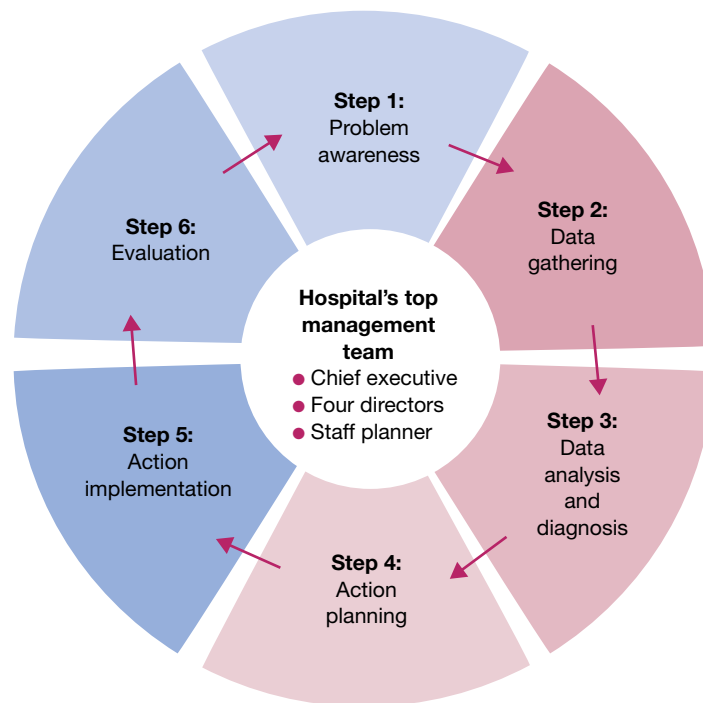 Step 1:
Problem
awareness
Step 2:
Data
gathering
Step 3:
Data
analysis
and
diagnosis
Step 4:
Action
planning
Step 5:
Action
implementation
Step 6:
Evaluation
Hospital's top
management
team
● Chief executive
● Four directors
● Staff planner